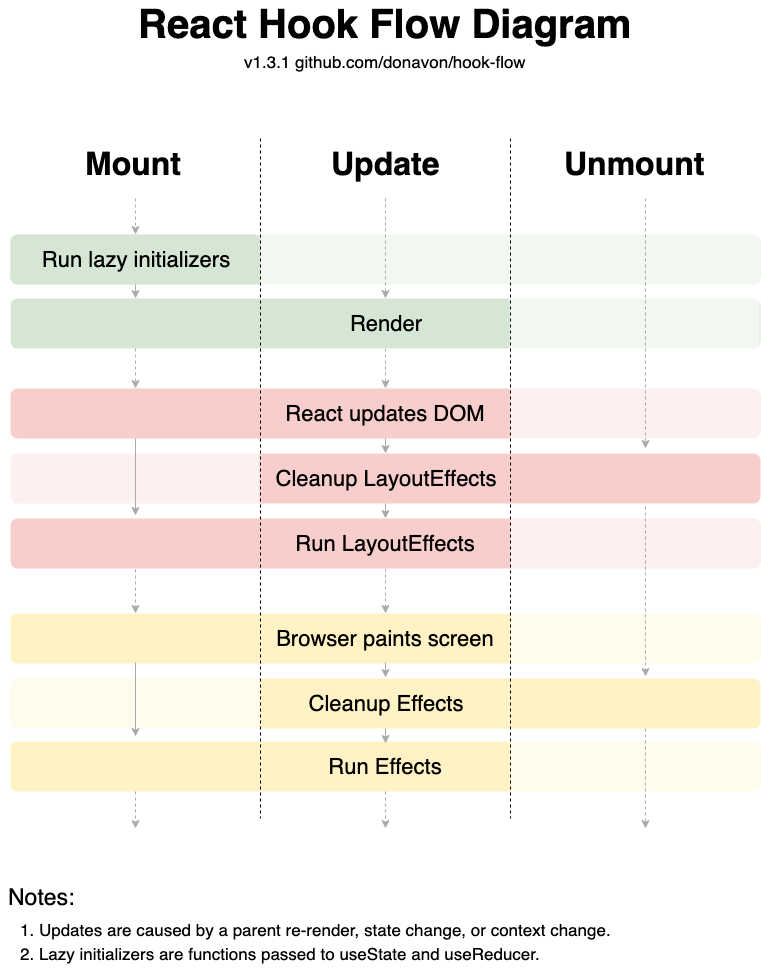 React Hook Flow Diagram
v1.3.1 github.com/donavon/hook-flow
Mount
Update
Unmount
Run lazy initializers
Render
React updates DOM
Cleanup LayoutEffects
Run LayoutEffects
Browser paints screen
Cleanup Effects
Run Effects
Notes:
1. Updates are caused by a parent re-render, state change, or context change.
2. Lazy initializers are functions passed to useState and useReducer.